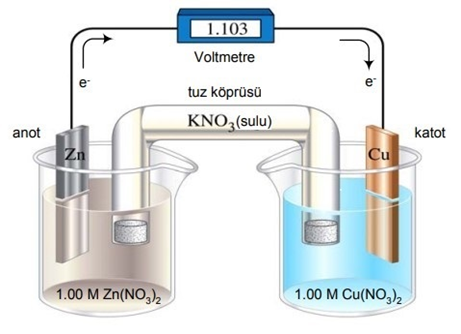 1.103
Voltmetre
e-
e-
tuz köprüsü
KNO3(sulu)
anot
katot
Zn
Cu
1.00 M Zn(NO3)2
1.00 M Cu(NO3)2